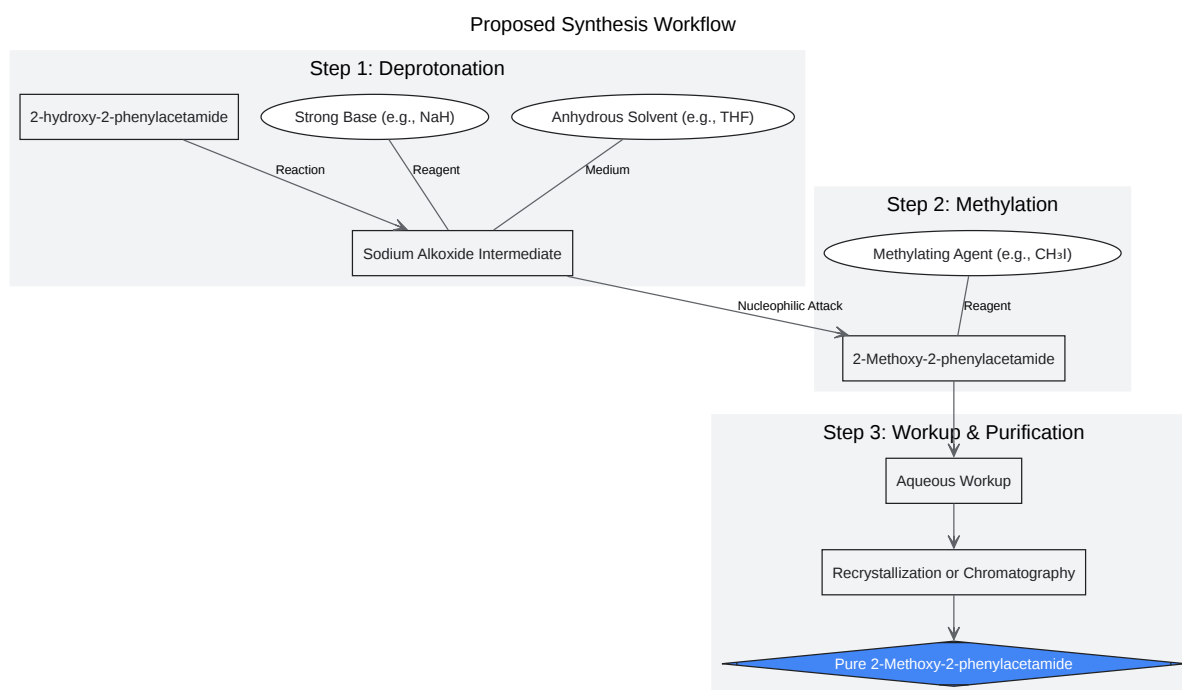 Proposed Synthesis Workflow
Step 1: Deprotonation
2-hydroxy-2-phenylacetamide
Strong Base (e.g., NaH)
Anhydrous Solvent (e.g., THF)
Reaction
Reagent
Medium
Sodium Alkoxide Intermediate
Step 2: Methylation
Methylating Agent (e.g., CH₃I)
Nucleophilic Attack
Reagent
2-Methoxy-2-phenylacetamide
Step 3: Workup & Purification
Aqueous Workup
Recrystallization or Chromatography
Pure 2-Methoxy-2-phenylacetamide